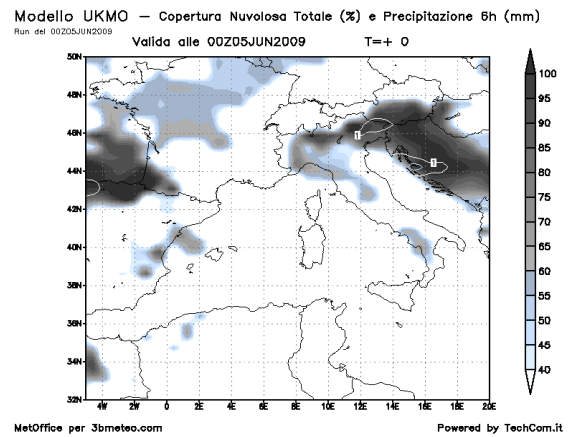 Modello UKMO — Copertura Nuvolosa Totale (%) e Precipitazione 6h (mm)
Run del 00Z05JUN2009
Valida alle 00Z05JUN2009 T=+ 0
50N
48N
46N
44N
42N
40N
38N
36N
34N
32N
4W 2W 0 2E 4E 6E 8E 10E 12E 14E 16E 18E 20E
1
1
100
95
90
85
80
75
70
65
60
55
50
45
40
MetOffice per 3bmeteo.com Powered by TechCom.it